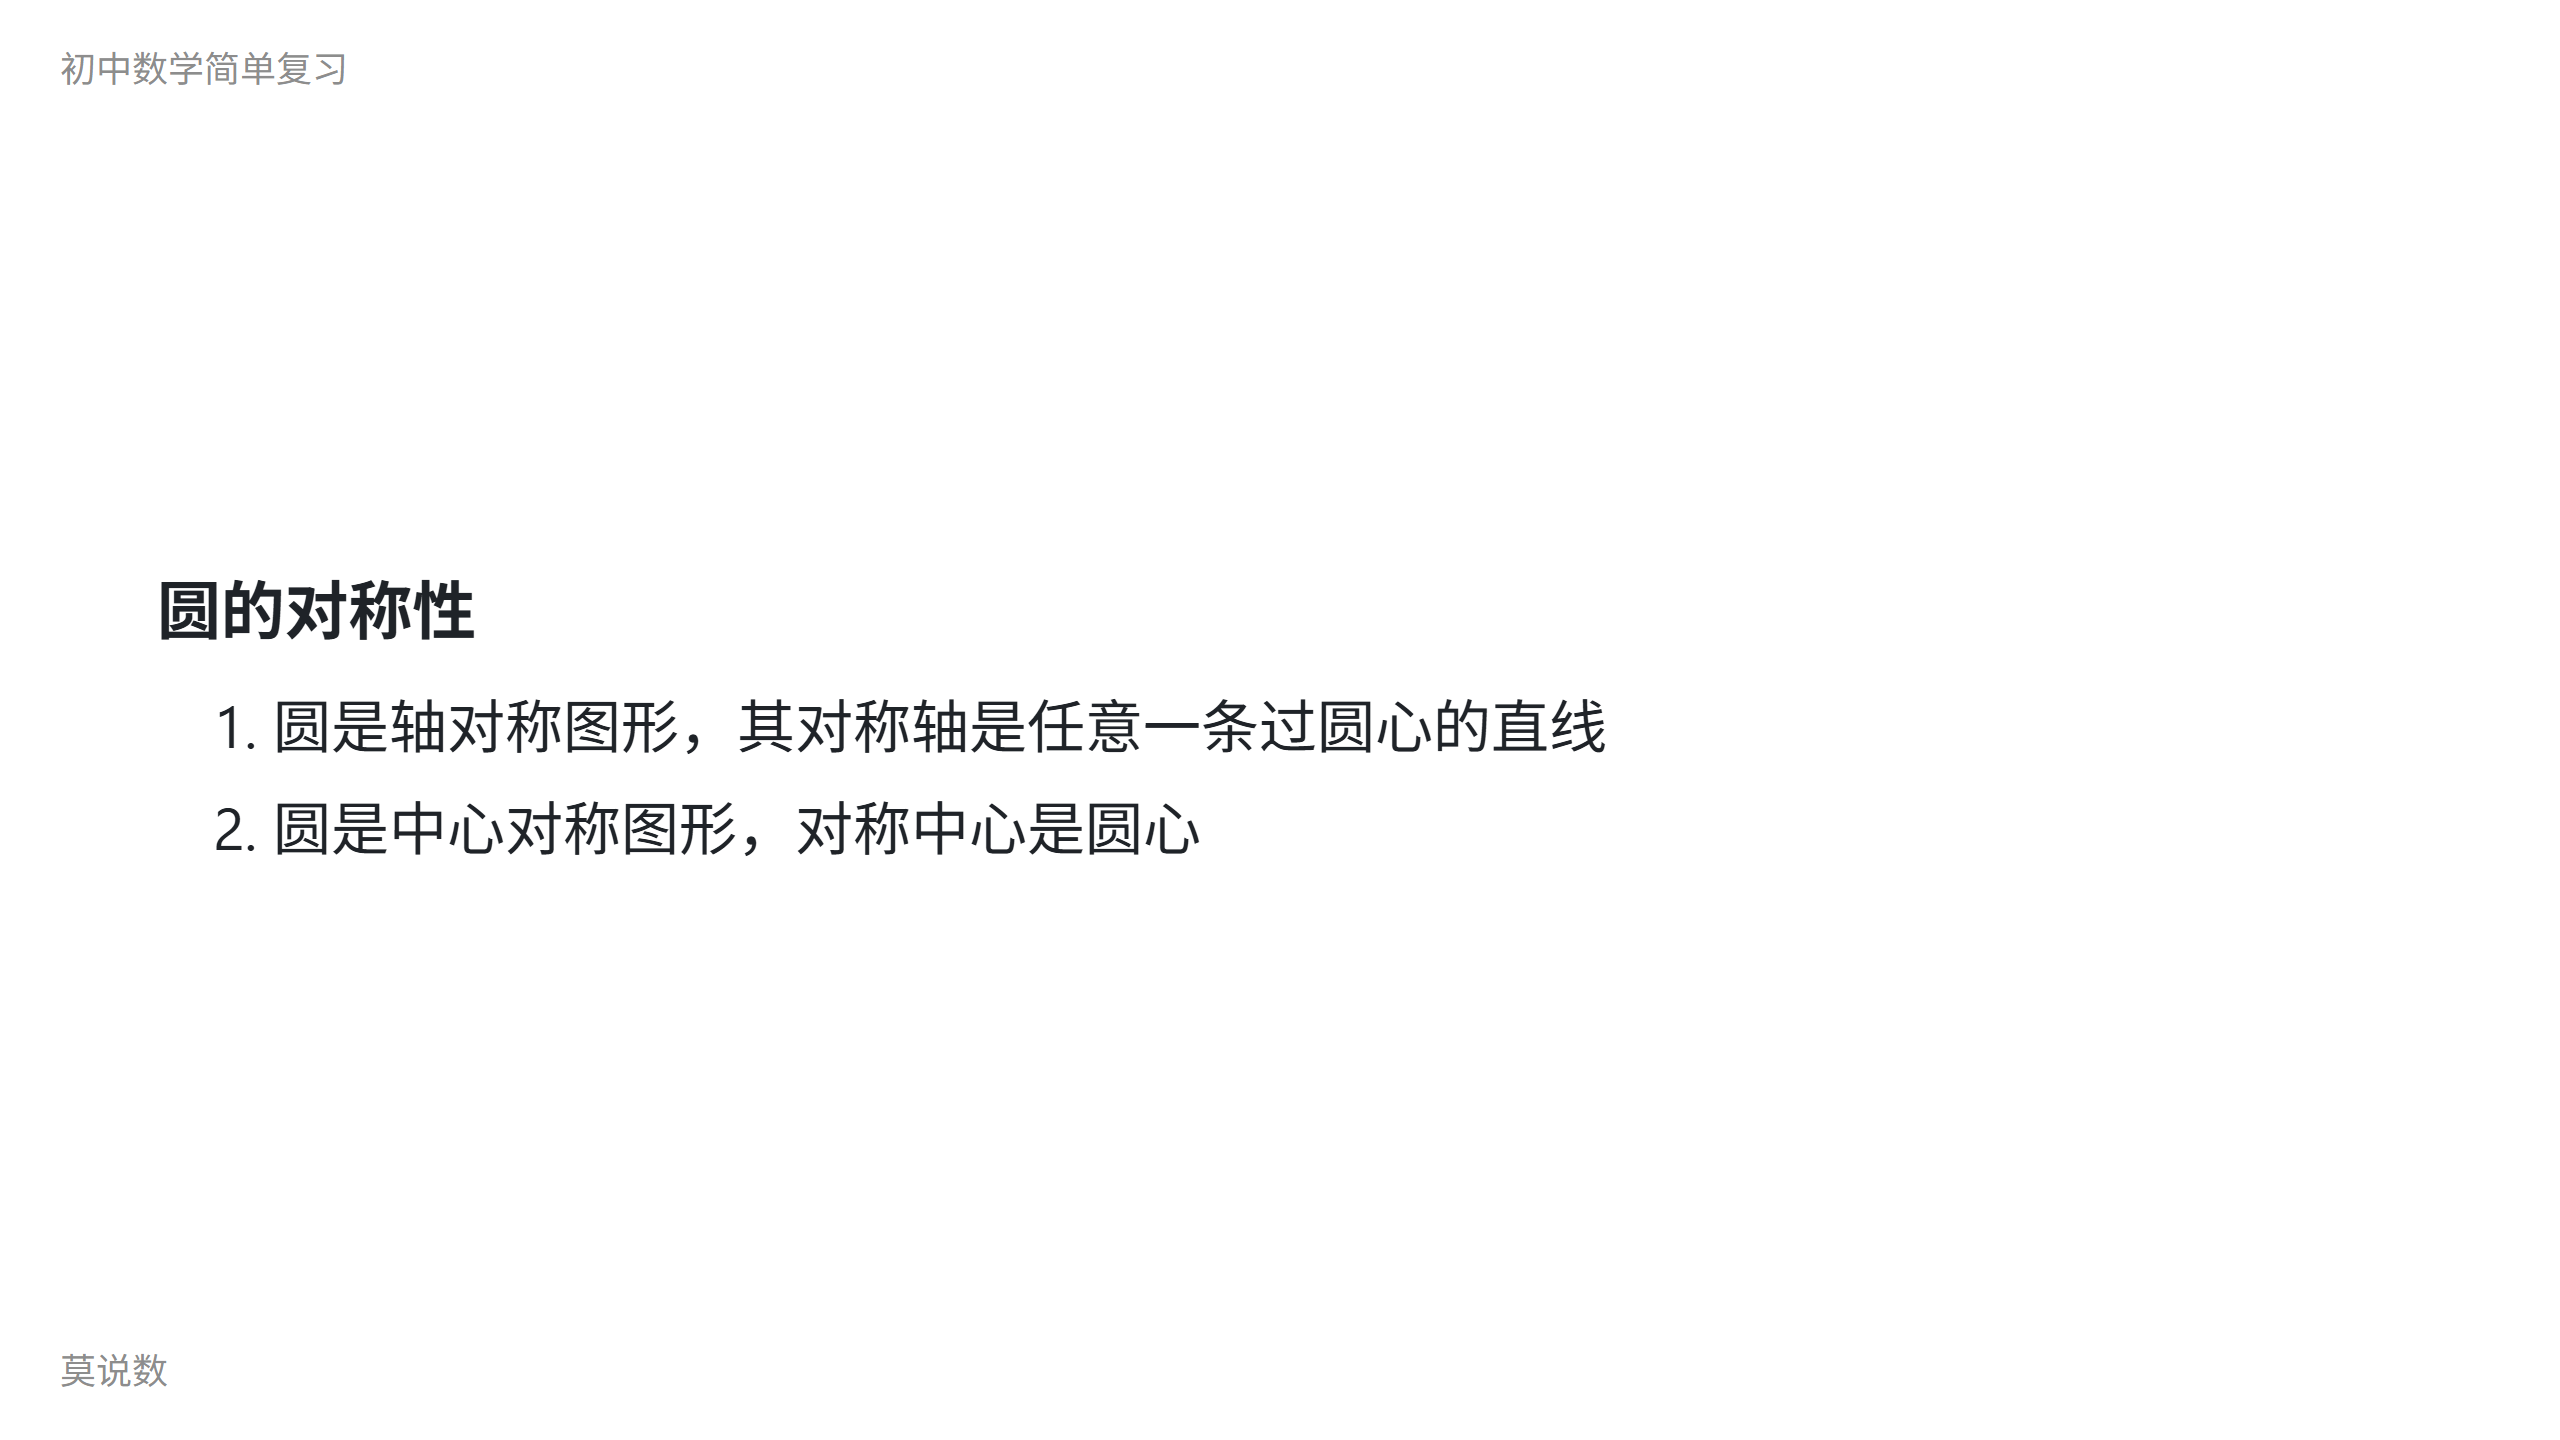 初中数学简单复习
圆的对称性
1. 圆是轴对称图形，其对称轴是任意一条过圆心的直线
2. 圆是中心对称图形，对称中心是圆心
莫说数